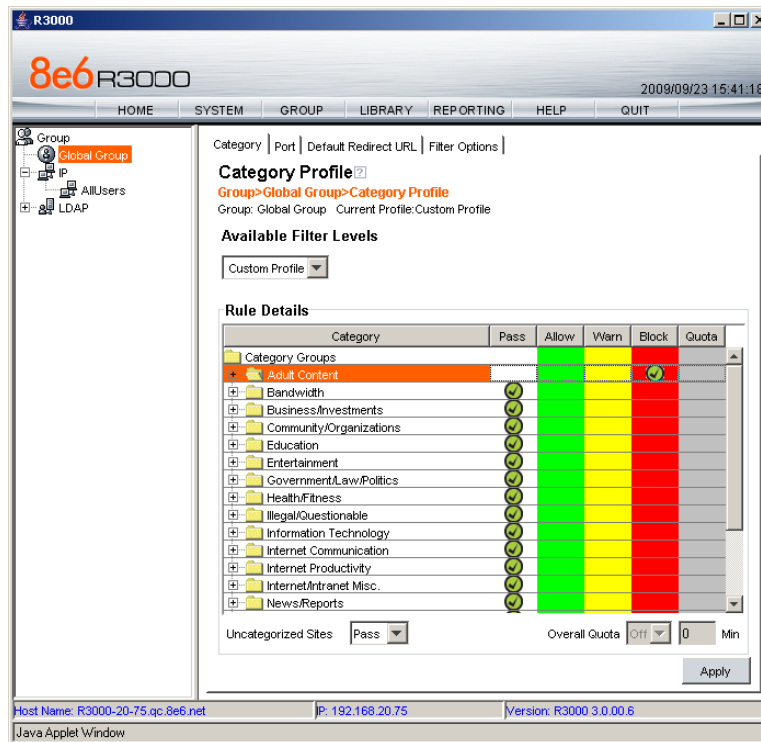 R3000
8e6 R3000
2009/09/23 15:41:18
HOME SYSTEM GROUP LIBRARY REPORTING HELP QUIT
Group
Global Group
IP
AllUsers
LDAP
Category Port Default Redirect URL Filter Options
Category Profile
Group>Global Group>Category Profile
Group: Global Group Current Profile:Custom Profile
Available Filter Levels
Custom Profile
Rule Details
Category Pass Allow Warn Block Quota
Category Groups
Adult Content
Bandwidth
Business/Investments
Community/Organizations
Education
Entertainment
Government/Law/Politics
Health/Fitness
Illegal/Questionable
Information Technology
Internet Communication
Internet Productivity
Internet/Intranet Misc.
News/Reports
Uncategorized Sites Pass Overall Quota Off 0 Min
Apply
Host Name: R3000-20-75.qc.8e6.net IP: 192.168.20.75 Version: R3000 3.0.00.6
Java Applet Window